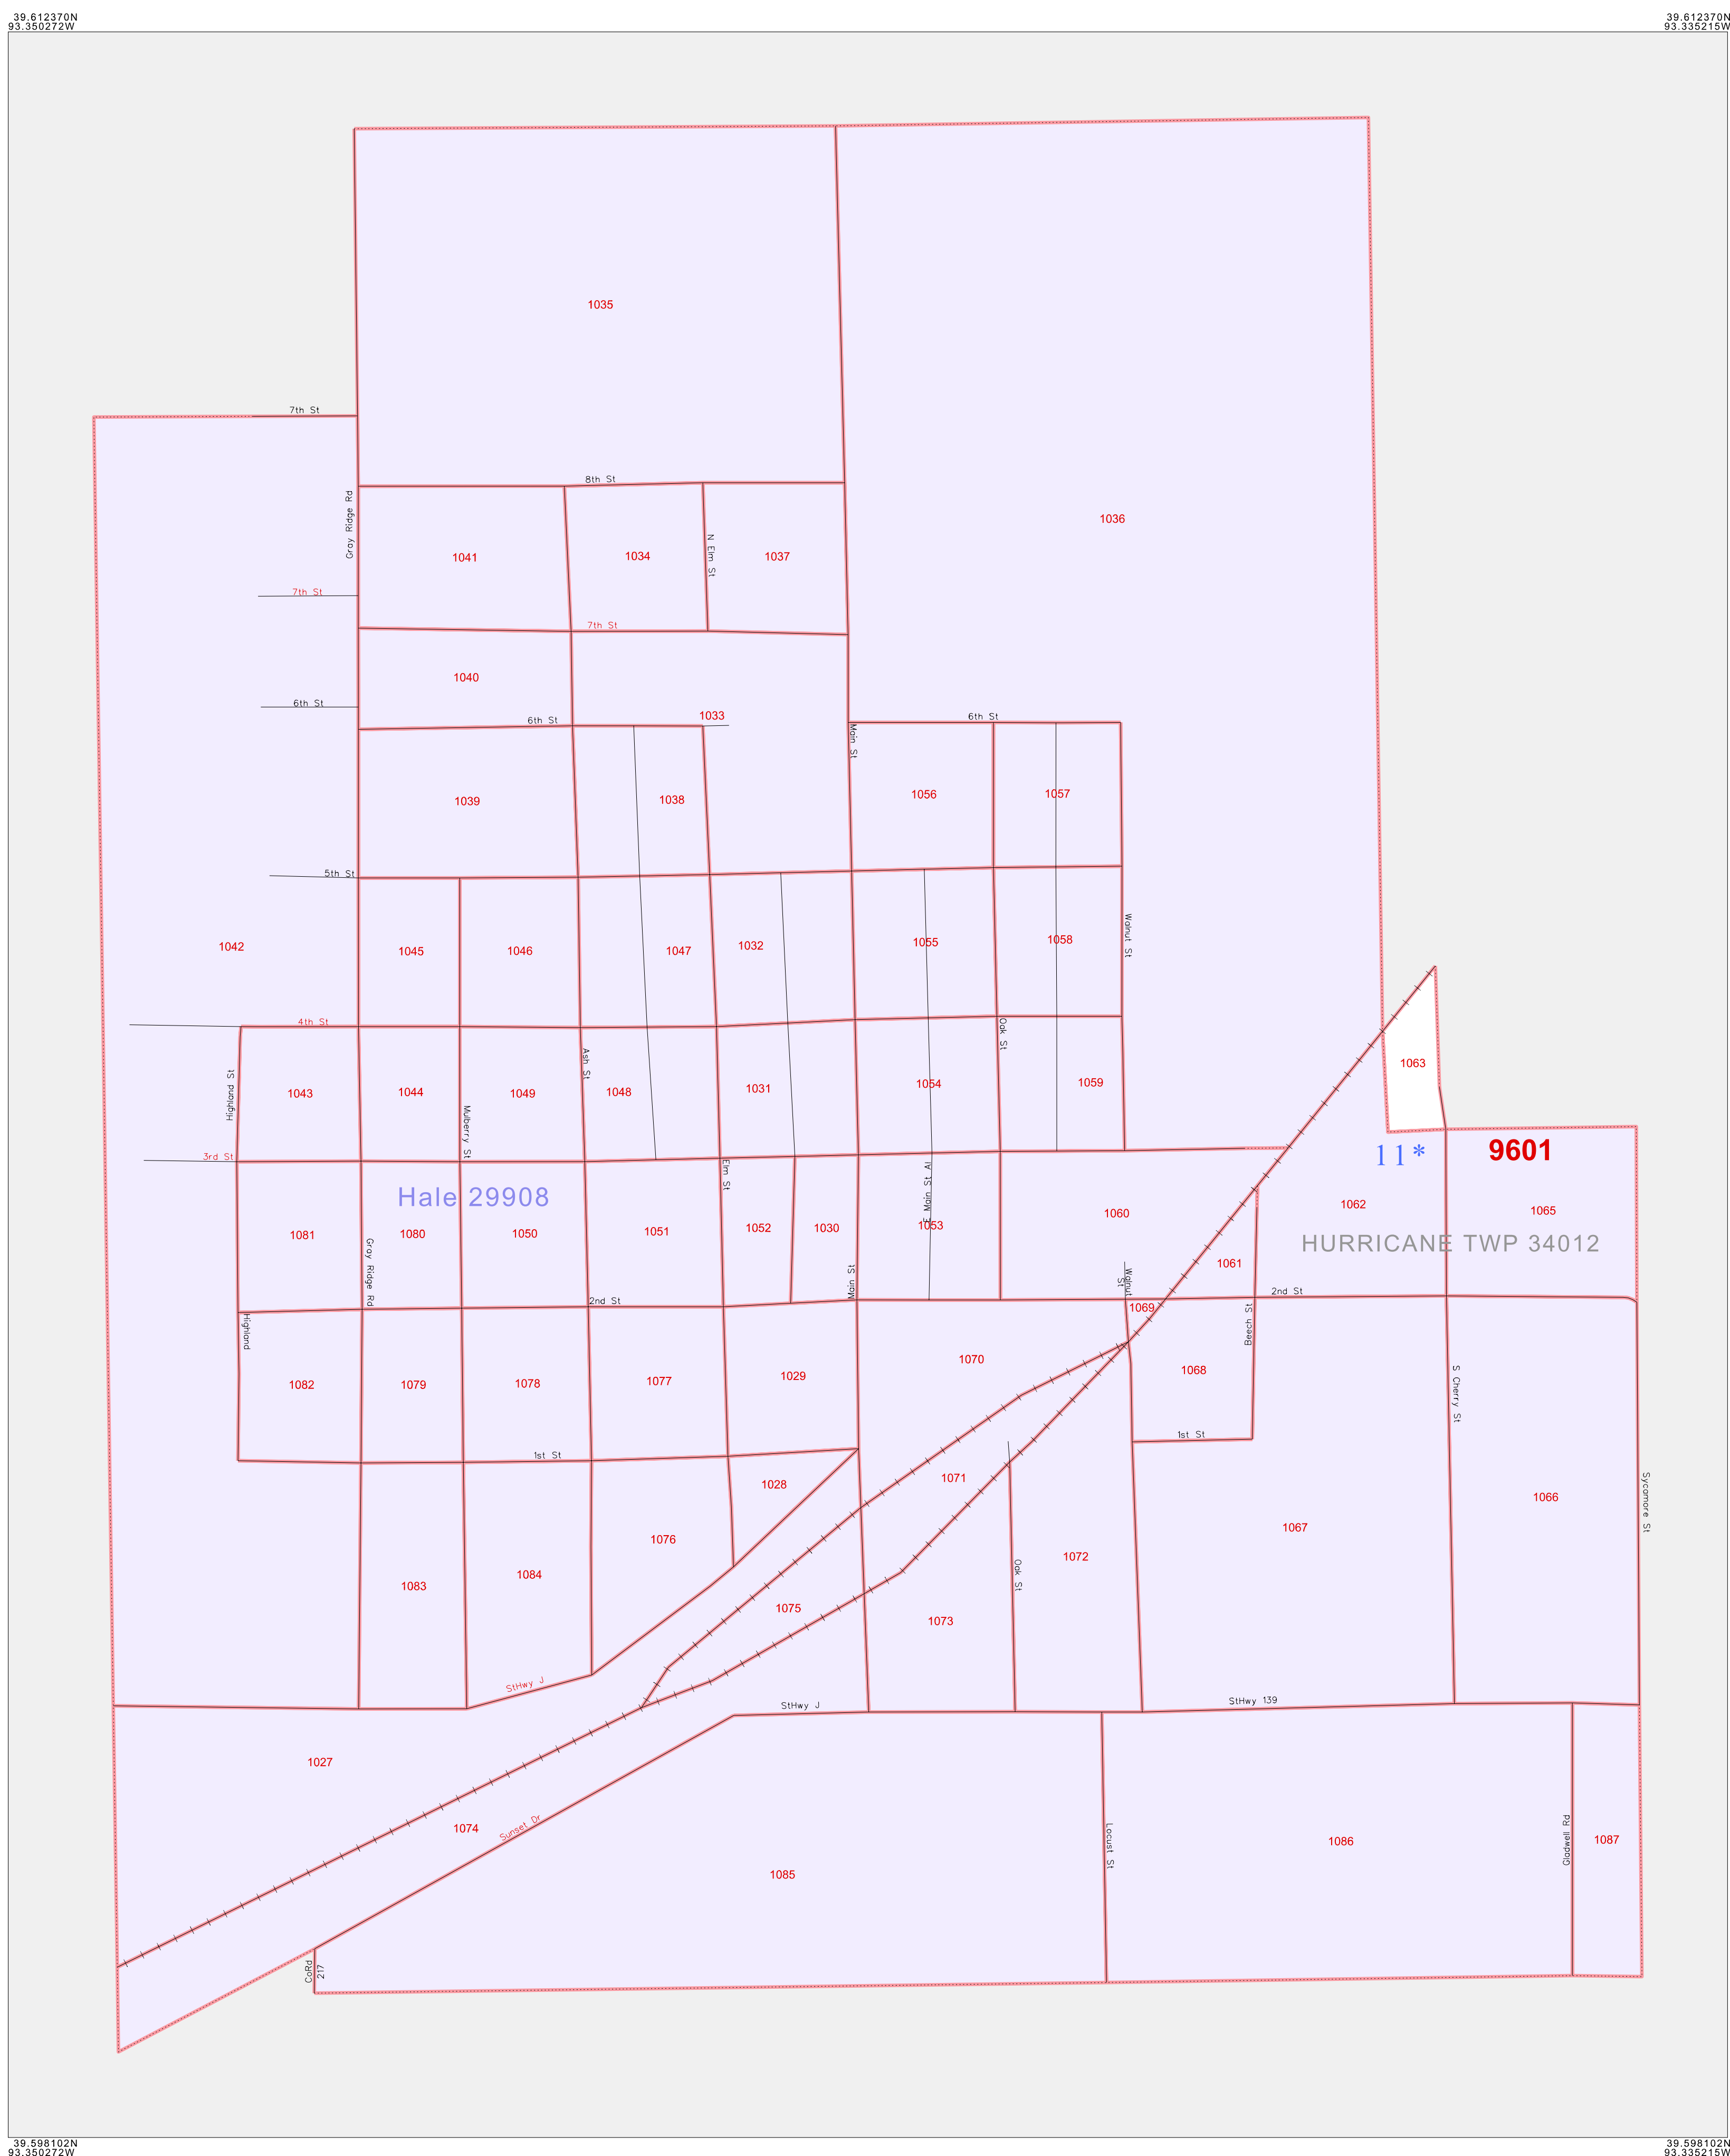 39.612370N
93.350272W
39.612370N
93.335215W
1035
7th St
8th St
Gray Ridge Rd
1036
1041
1034
N Elm St
1037
7th St
7th St
1040
6th St
6th St
1033
6th St
Main St
1039
1038
1056
1057
5th St
1042
1045
1046
1047
1032
1055
1058
Walnut St
4th St
Oak St
Ash St
1063
Highland St
1043
1044
Mulberry St
1049
1048
1031
1054
1059
3rd St
11*
9601
Elm St
E Main St Al
Hale 29908
1062
1065
1081
Gray Ridge Rd
1080
1050
1051
1052
1030
1053
1060
HURRICANE TWP 34012
1061
Main St
Walnut
St
2nd St
2nd St
1069
Highland
Beech St
1070
1082
1079
1078
1077
1029
1068
S Cherry St
1st St
1st St
1028
1071
1066
Sycamore St
1067
1076
1072
Oak St
1083
1084
1075
1073
StHwy J
StHwy J
StHwy 139
1027
1074
Sunset Dr
Locust St
1086
Gladwell Rd
1087
1085
CoRd
217
39.598102N
93.350272W
39.598102N
93.335215W